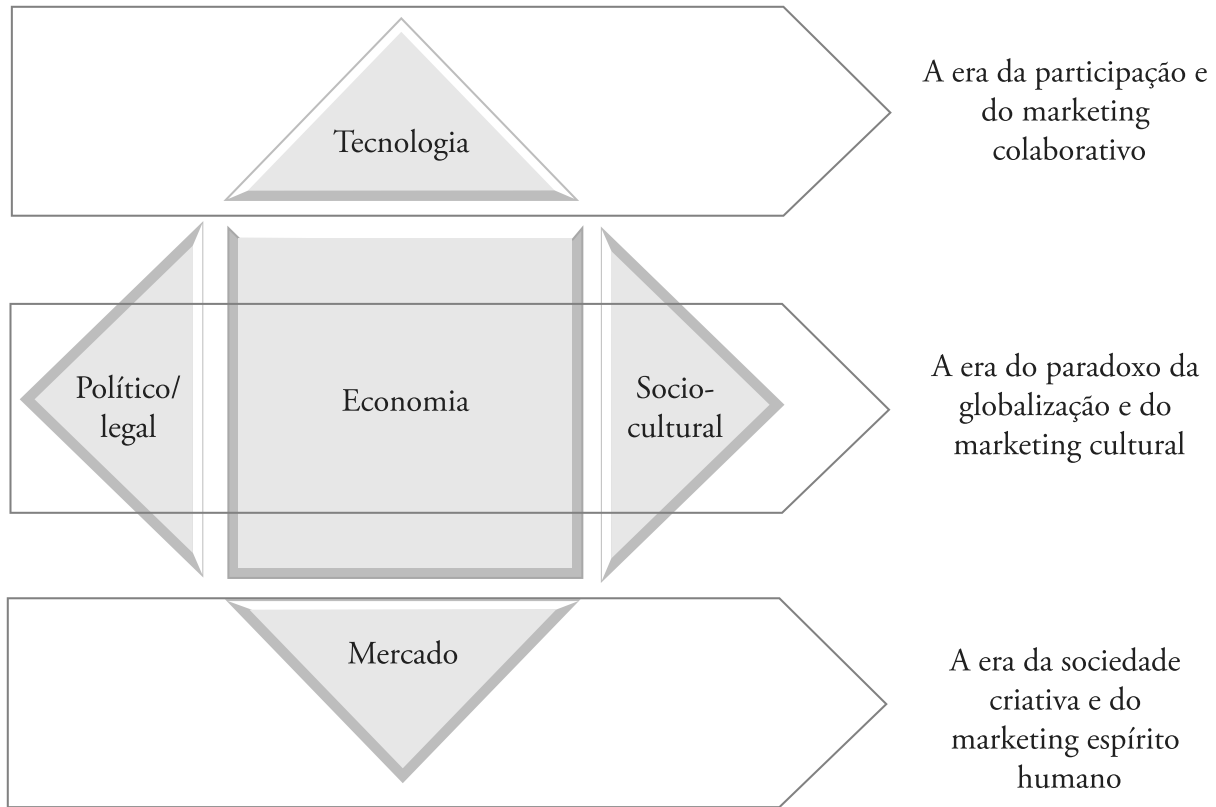 A era da participação e
do marketing
colaborativo
Tecnologia
Político/
legal
Economia
Socio-
cultural
A era do paradoxo da
globalização e do
marketing cultural
Mercado
A era da sociedade
criativa e do
marketing espírito
humano